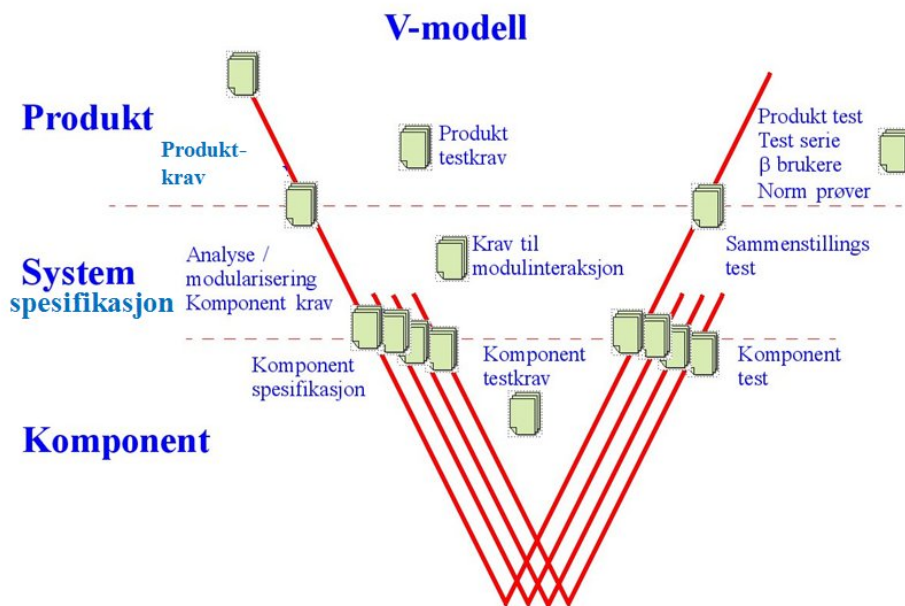 V-modell
Produkt
Produkt-
krav
Produkt
testkrav
Produkt test
Test serie
β brukere
Norm prøver
System
spesifikasjon
Analyse /
modularisering
Komponent krav
Krav til
modulinteraksjon
Sammenstillings
test
Komponent
spesifikasjon
Komponent
testkrav
Komponent
test
Komponent